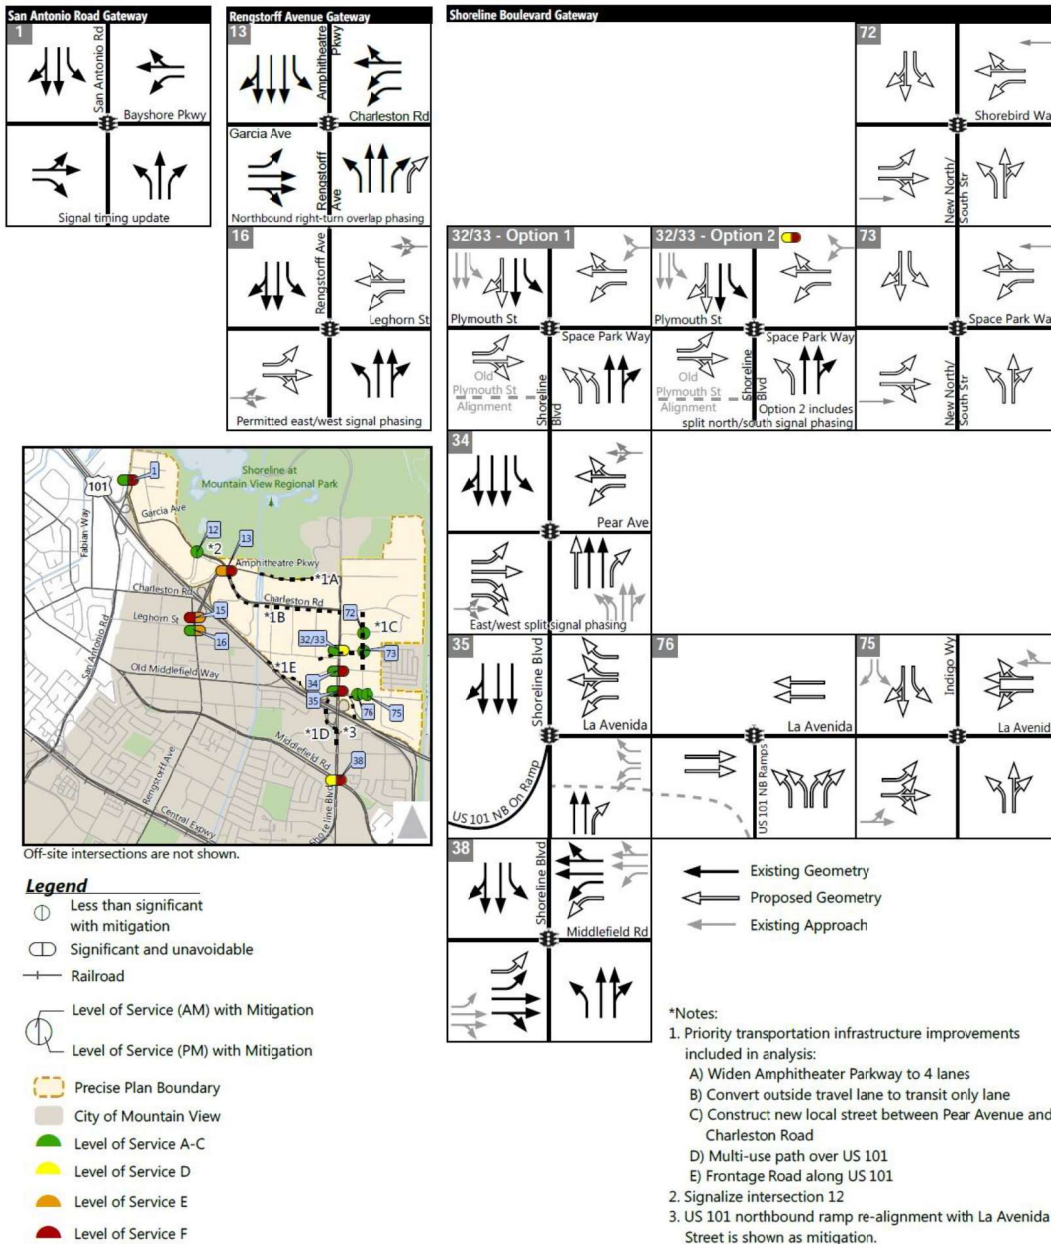 San Antonio Road Gateway
1
San Antonio Rd
Bayshore Pkwy
Signal timing update
Rengstorff Avenue Gateway
13
Amphitheatre
Pkwy
Charleston Rd
Garcia Ave
Rengstorff
Ave
Northbound right-turn overlap phasing
16
Rengstorff Ave
Leghorn St
Permitted east/west signal phasing
Shoreline Boulevard Gateway
72
Shorebird Wa
New North/
South Str
32/33 - Option 1
Plymouth St
Space Park Way
Old
Plymouth St
Alignment
Shoreline
Blvd
32/33 - Option 2
Plymouth St
Space Park Way
Old
Plymouth St
Alignment
Shoreline
Blvd
Option 2 includes
split north/south signal phasing
73
Space Park Wa
New North/
South Str
34
Pear Ave
East/west split signal phasing
35
Shoreline Blvd
La Avenida
US 101 NB On Ramp
76
La Avenida
US 101 NB Ramps
75
Indigo Wy
La Avenid
38
Shoreline Blvd
Middlefield Rd
101
1
Shoreline at
Mountain View Regional Park
Fabian Way
Garcia Ave
12
13
*2
Amphitheatre Pkwy
*1A
Charleston Rd
Charleston Rd
*1B
15
Leghorn St
16
72
*1C
32/33
73
San Antonio Rd
Old Middlefield Way
*1E
34
35
76
75
*1D
*3
Middlefield Rd
38
Rengstorff Ave
Central Expwy
Shoreline Blvd
Off-site intersections are not shown.
Legend
Less than significant
with mitigation
Significant and unavoidable
Railroad
Level of Service (AM) with Mitigation
Level of Service (PM) with Mitigation
Precise Plan Boundary
City of Mountain View
Level of Service A-C
Level of Service D
Level of Service E
Level of Service F
Existing Geometry
Proposed Geometry
Existing Approach
*Notes:
1. Priority transportation infrastructure improvements
included in analysis:
A) Widen Amphitheater Parkway to 4 lanes
B) Convert outside travel lane to transit only lane
C) Construct new local street between Pear Avenue and
Charleston Road
D) Multi-use path over US 101
E) Frontage Road along US 101
2. Signalize intersection 12
3. US 101 northbound ramp re-alignment with La Avenida
Street is shown as mitigation.